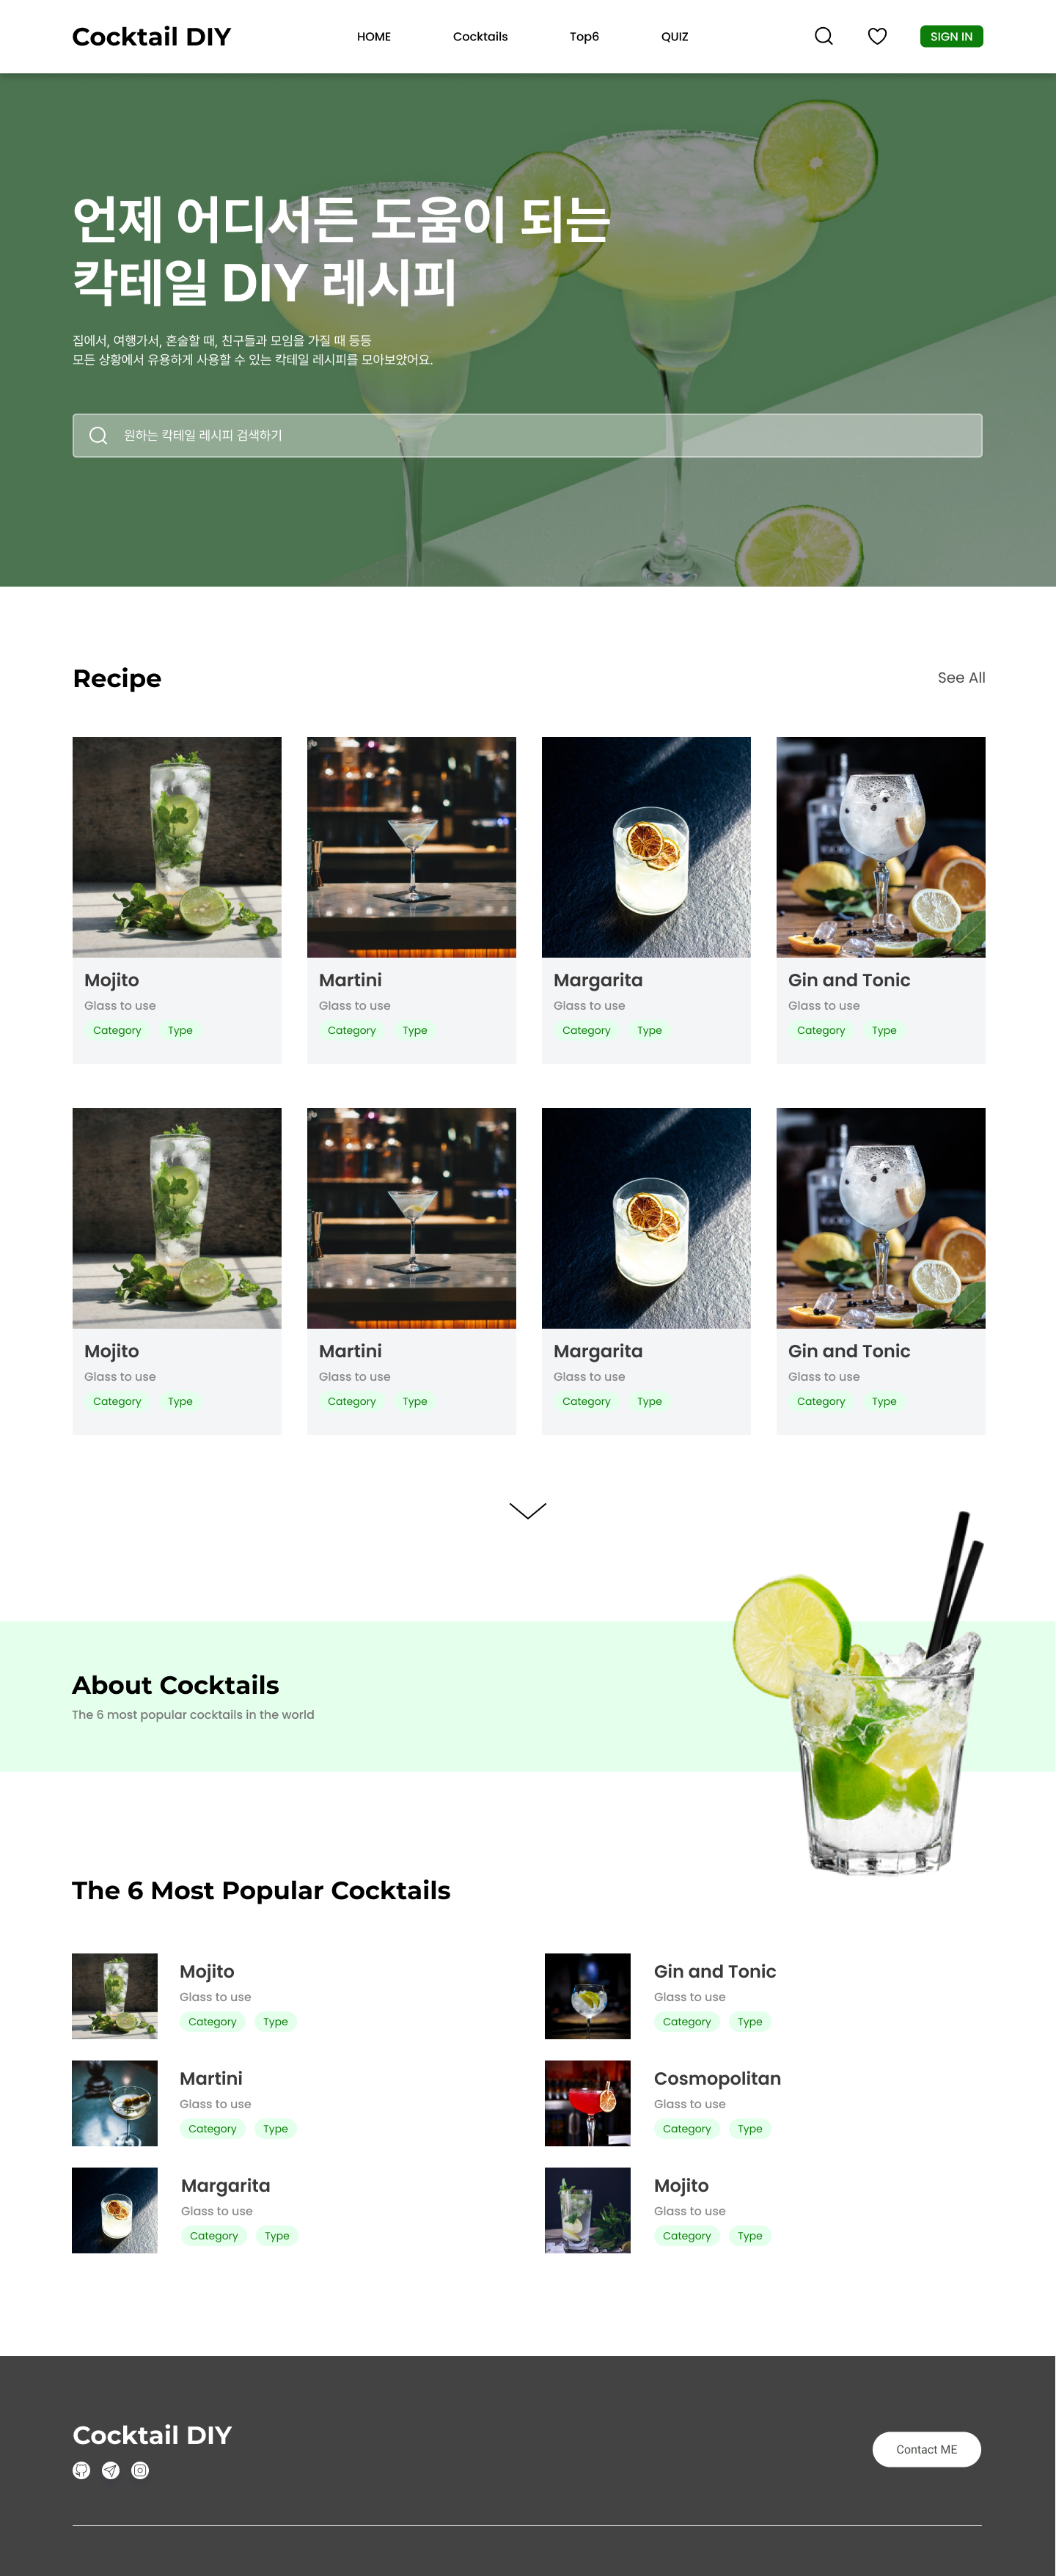 Cocktail DIY
HOME
Cocktails
Top6
QUIZ
SIGN IN
언제 어디서든 도움이 되는
칵테일 DIY 레시피
집에서, 여행가서, 혼술할 때, 친구들과 모임을 가질 때 등등
모든 상황에서 유용하게 사용할 수 있는 칵테일 레시피를 모아보았어요.
원하는 칵테일 레시피 검색하기
Recipe
See All
Mojito
Glass to use
Category
Type
Martini
Glass to use
Category
Type
Margarita
Glass to use
Category
Type
Gin and Tonic
Glass to use
Category
Type
Mojito
Glass to use
Category
Type
Martini
Glass to use
Category
Type
Margarita
Glass to use
Category
Type
Gin and Tonic
Glass to use
Category
Type
About Cocktails
The 6 most popular cocktails in the world
The 6 Most Popular Cocktails
Mojito
Glass to use
Category
Type
Gin and Tonic
Glass to use
Category
Type
Martini
Glass to use
Category
Type
Cosmopolitan
Glass to use
Category
Type
Margarita
Glass to use
Category
Type
Mojito
Glass to use
Category
Type
Cocktail DIY
Contact ME